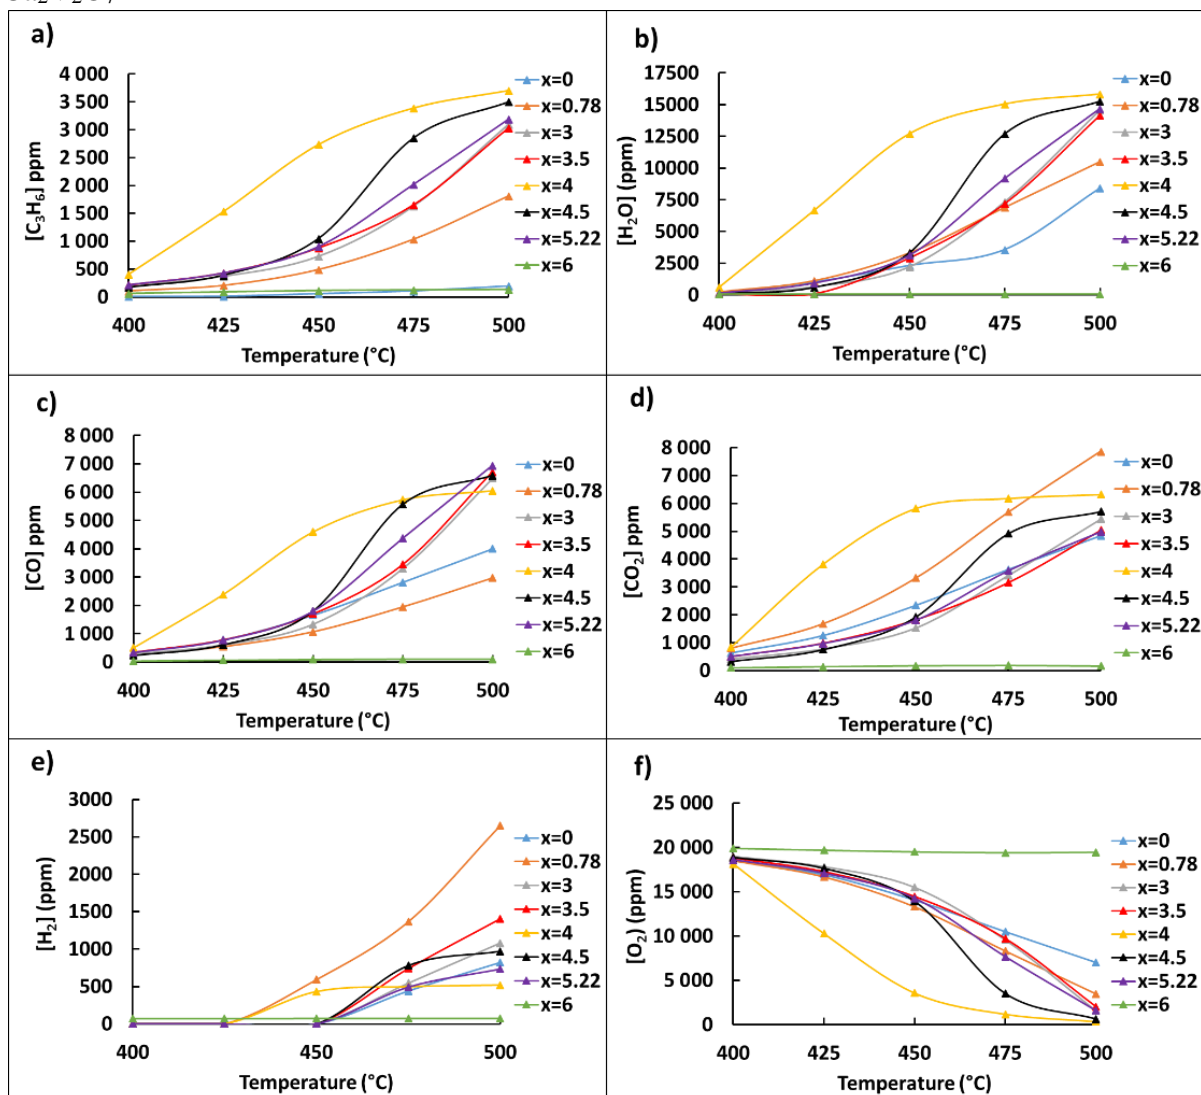 a)
4 000
3 500
3 000
2 500
2 000
1 500
1 000
500
0
[C₃H₆] ppm
400 425 450 475 500
Temperature (°C)
x=0
x=0.78
x=3
x=3.5
x=4
x=4.5
x=5.22
x=6
b)
17500
15000
12500
10000
7500
5000
2500
0
[H₂O] (ppm)
400 425 450 475 500
Temperature (°C)
x=0
x=0.78
x=3
x=3.5
x=4
x=4.5
x=5.22
x=6
c)
8 000
7 000
6 000
5 000
4 000
3 000
2 000
1 000
0
[CO] ppm
400 425 450 475 500
Temperature (°C)
x=0
x=0.78
x=3
x=3.5
x=4
x=4.5
x=5.22
x=6
d)
8 000
7 000
6 000
5 000
4 000
3 000
2 000
1 000
0
[CO₂] ppm
400 425 450 475 500
Temperature (°C)
x=0
x=0.78
x=3
x=3.5
x=4
x=4.5
x=5.22
x=6
e)
3000
2500
2000
1500
1000
500
0
[H₂] (ppm)
400 450 500
Temperature (°C)
x=0
x=0.78
x=3
x=3.5
x=4
x=4.5
x=5.22
x=6
f)
25 000
20 000
15 000
10 000
5 000
0
[O₂) (ppm)
400 425 450 475 500
Temperature (°C)
x=0
x=0.78
x=3
x=3.5
x=4
x=4.5
x=5.22
x=6